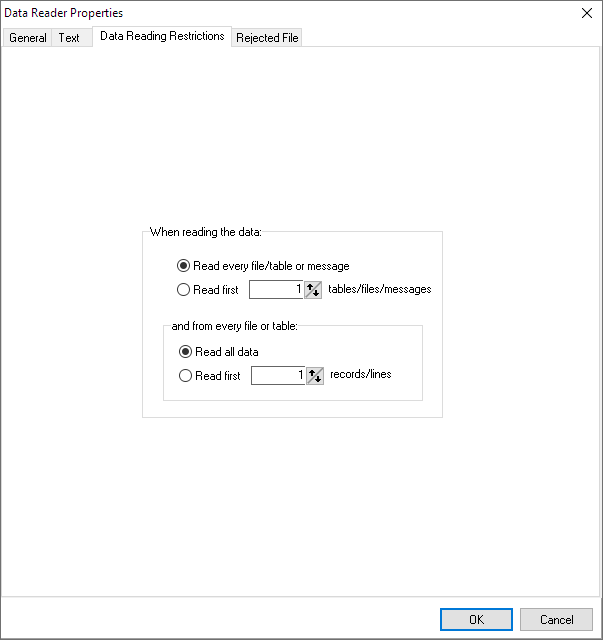 Data Reader Properties
General Text Data Reading Restrictions Rejected File
When reading the data:
Read every file/table or message
Read first 1 tables/files/messages
and from every file or table:
Read all data
Read first 1 records/lines
OK Cancel